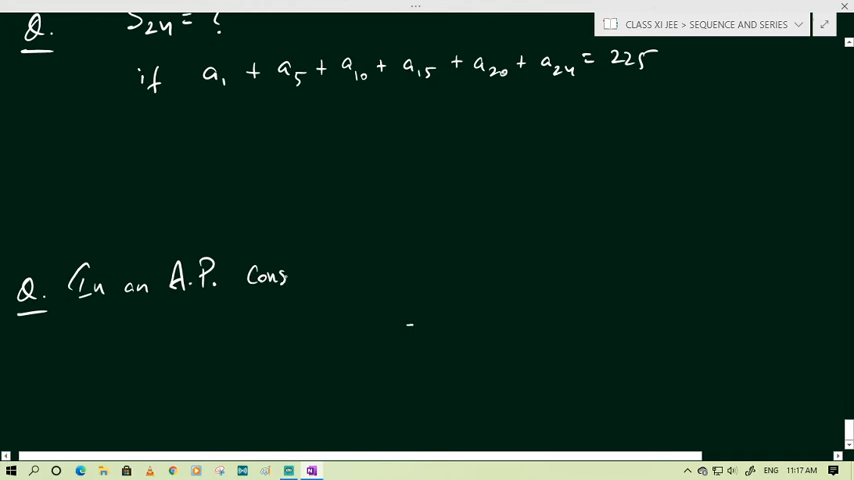 CLASS XI JEE > SEQUENCE AND SERIES
Q. S₂₄ = ?
if a₁ + a₅ + a₁₀ + a₁₅ + a₂₀ + a₂₄ = 225
Q. (In an A.P. Cons
ENG 11:17 AM